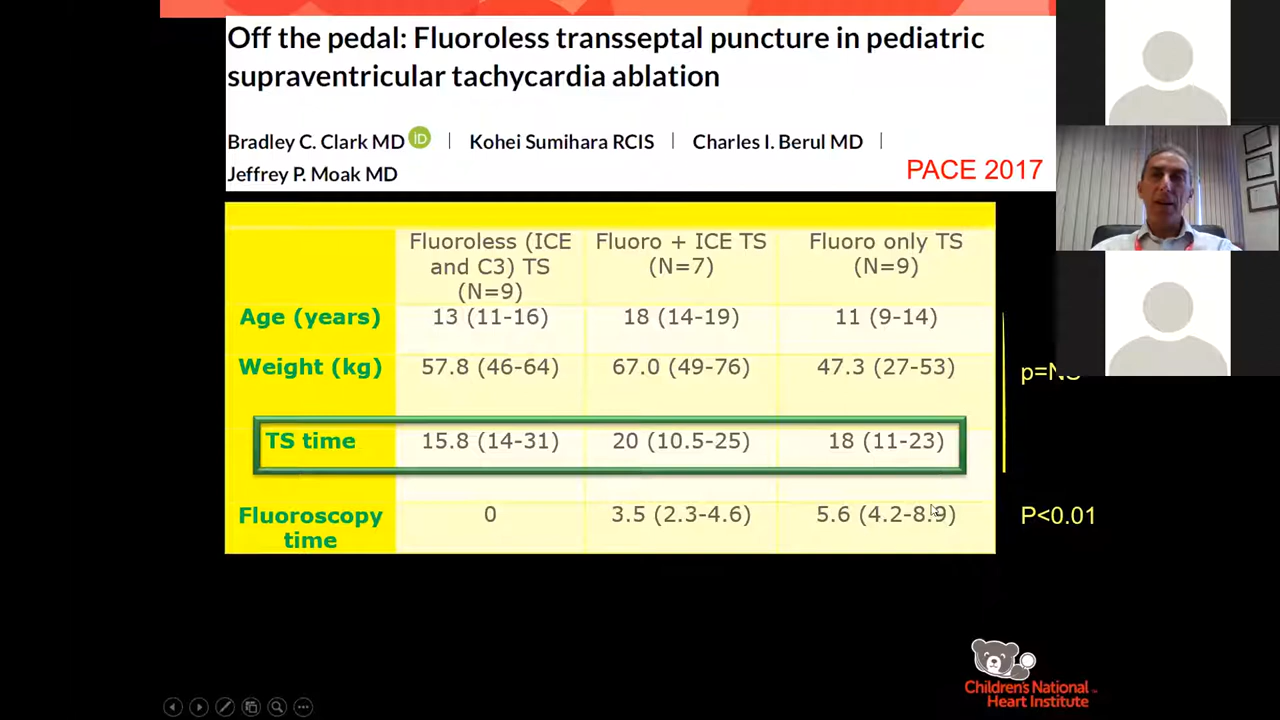 Off the pedal: Fluoroless transseptal puncture in pediatric
supraventricular tachycardia ablation
Bradley C. Clark MD iD | Kohei Sumihara RCIS | Charles I. Berul MD |
Jeffrey P. Moak MD
PACE 2017
Fluoroless (ICE and C3) TS (N=9) Fluoro + ICE TS (N=7) Fluoro only TS (N=9)
Age (years) 13 (11-16) 18 (14-19) 11 (9-14)
Weight (kg) 57.8 (46-64) 67.0 (49-76) 47.3 (27-53)
TS time 15.8 (14-31) 20 (10.5-25) 18 (11-23)
Fluoroscopy time 0 3.5 (2.3-4.6) 5.6 (4.2-8.9)
P<0.01
Children's National
Heart Institute